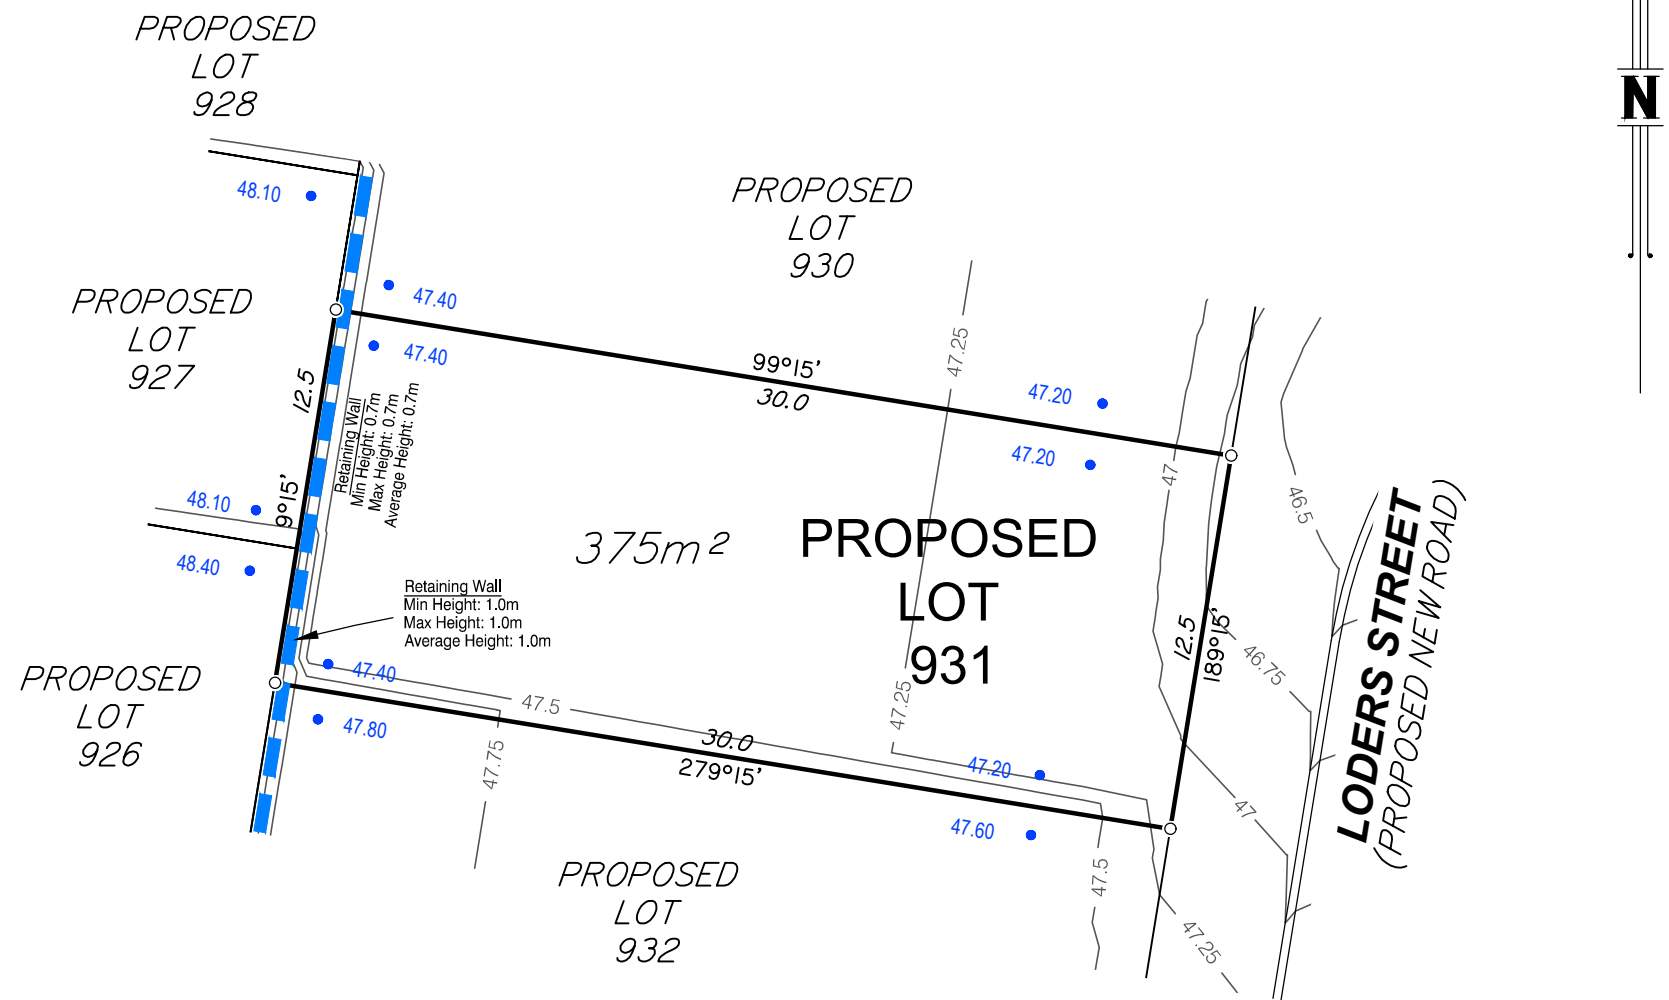 PROPOSED
LOT
928
N
48.10
PROPOSED
LOT
930
47.40
PROPOSED
LOT
927
47.40
47.25
99°15'
30.0
47.20
47.20
12.5
9°15'
Retaining Wall
Min Height: 0.7m
Max Height: 0.7m
Average Height: 0.7m
47
46.5
48.10
48.40
375m²
PROPOSED
LOT
931
Retaining Wall
Min Height: 1.0m
Max Height: 1.0m
Average Height: 1.0m
12.5
189°15'
46.75
LODERS STREET
(PROPOSED NEW ROAD)
47.40
PROPOSED
LOT
926
47.5
47.25
47.80
47.75
30.0
279°15'
47.20
47
47.60
47.5
PROPOSED
LOT
932
47.25